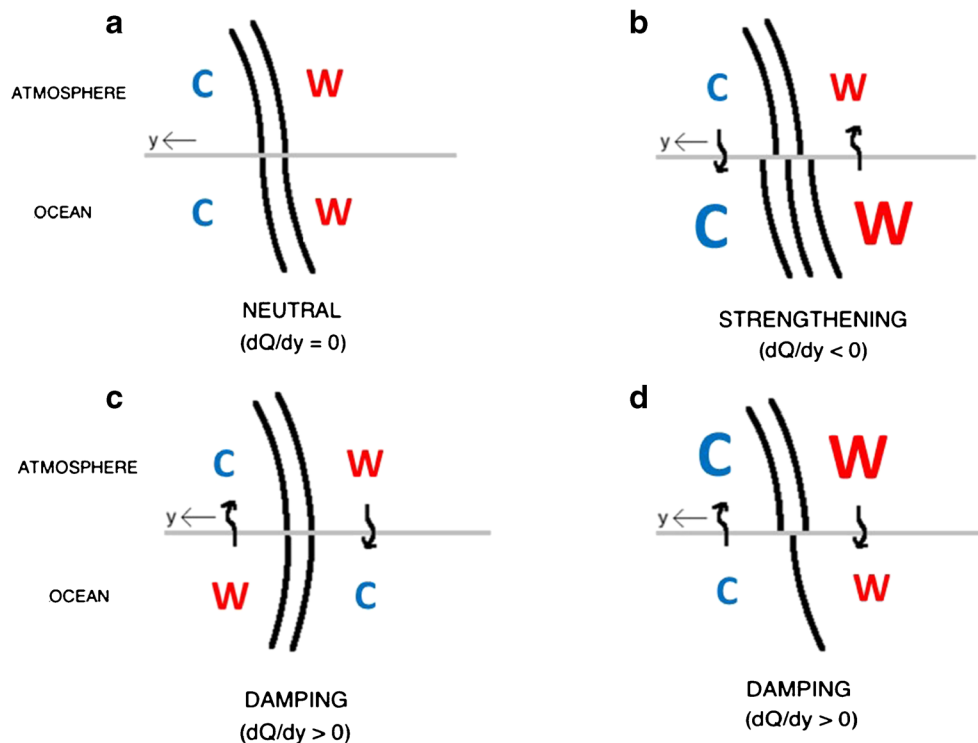 a
b
ATMOSPHERE
C
W
C
W
y
y
OCEAN
C
W
C
W
NEUTRAL
(dQ/dy = 0)
STRENGTHENING
(dQ/dy < 0)
c
d
ATMOSPHERE
C
W
C
W
y
y
OCEAN
W
C
C
W
DAMPING
(dQ/dy > 0)
DAMPING
(dQ/dy > 0)